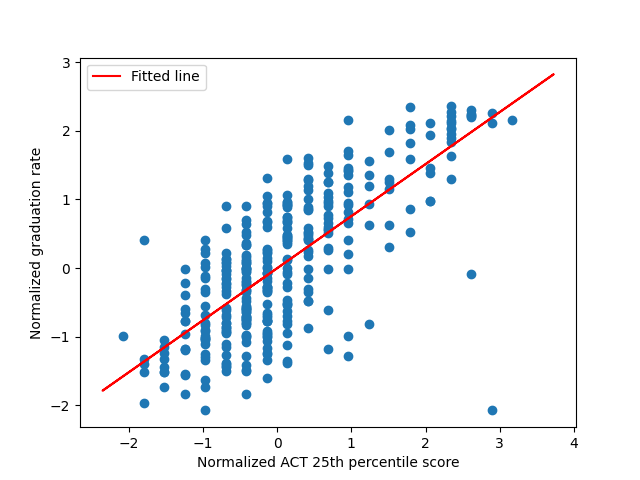 Fitted line
Normalized graduation rate
3
2
1
0
−1
−2
−2 −1 0 1 2 3 4
Normalized ACT 25th percentile score